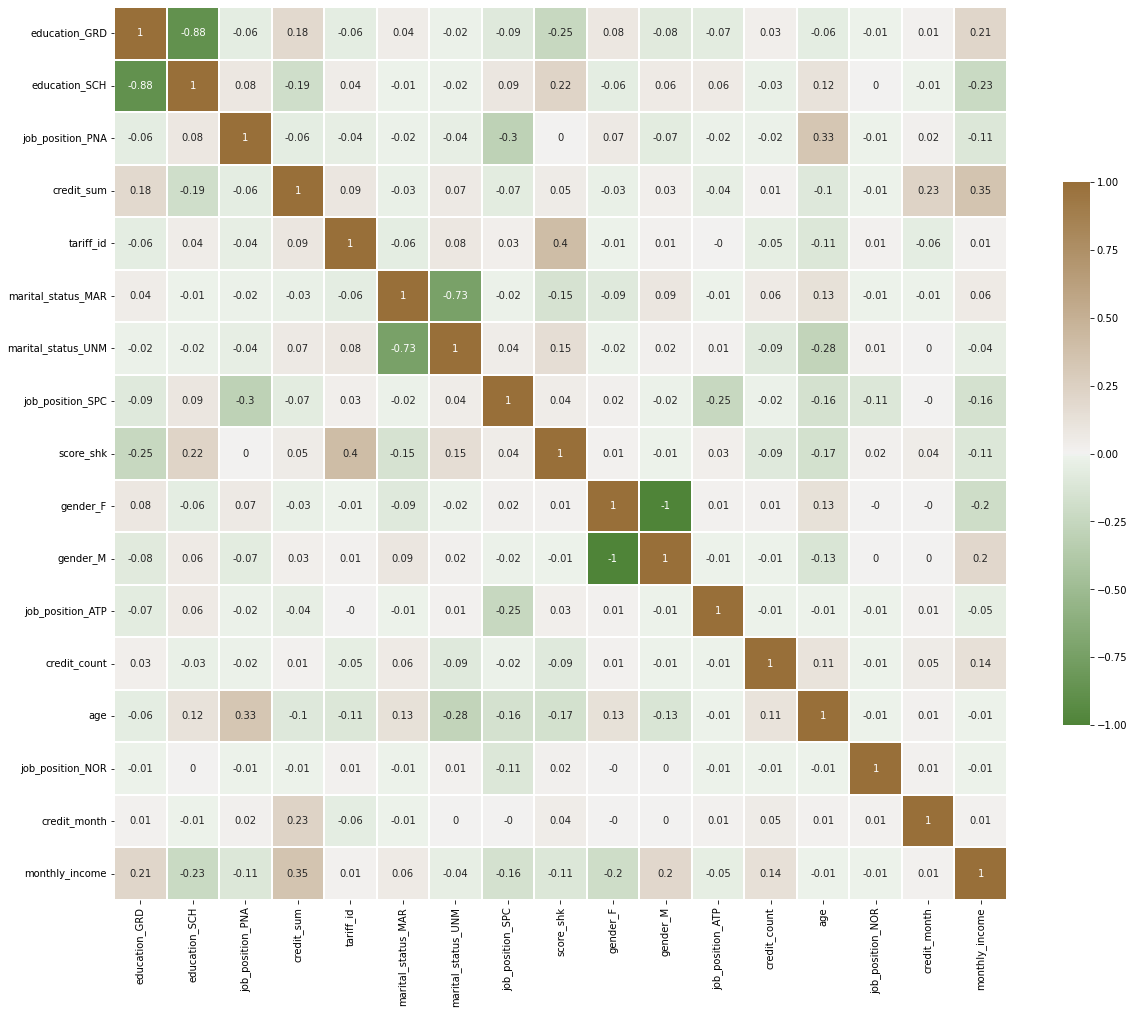 education_GRD 1 -0.88 -0.06 0.18 -0.06 0.04 -0.02 -0.09 -0.25 0.08 -0.08 -0.07 0.03 -0.06 -0.01 0.01 0.21
education_SCH -0.88 1 0.08 -0.19 0.04 -0.01 -0.02 0.09 0.22 -0.06 0.06 0.06 -0.03 0.12 0 -0.01 -0.23
job_position_PNA -0.06 0.08 1 -0.06 -0.04 -0.02 -0.04 -0.3 0 0.07 -0.07 -0.02 -0.02 0.33 -0.01 0.02 -0.11
credit_sum 0.18 -0.19 -0.06 1 0.09 -0.03 0.07 -0.07 0.05 -0.03 0.03 -0.04 0.01 -0.1 -0.01 0.23 0.35
tariff_id -0.06 0.04 -0.04 0.09 1 -0.06 0.08 0.03 0.4 -0.01 0.01 -0 -0.05 -0.11 0.01 -0.06 0.01
marital_status_MAR 0.04 -0.01 -0.02 -0.03 -0.06 1 -0.73 -0.02 -0.15 -0.09 0.09 -0.01 0.06 0.13 -0.01 -0.01 0.06
marital_status_UNM -0.02 -0.02 -0.04 0.07 0.08 -0.73 1 0.04 0.15 -0.02 0.02 0.01 -0.09 -0.28 0.01 0 -0.04
job_position_SPC -0.09 0.09 -0.3 -0.07 0.03 -0.02 0.04 1 0.04 0.02 -0.02 -0.25 -0.02 -0.16 -0.11 -0 -0.16
score_shk -0.25 0.22 0 0.05 0.4 -0.15 0.15 0.04 1 0.01 -0.01 0.03 -0.09 -0.17 0.02 0.04 -0.11
gender_F 0.08 -0.06 0.07 -0.03 -0.01 -0.09 -0.02 0.02 0.01 1 -1 0.01 0.01 0.13 -0 -0 -0.2
gender_M -0.08 0.06 -0.07 0.03 0.01 0.09 0.02 -0.02 -0.01 -1 1 -0.01 -0.01 -0.13 0 0 0.2
job_position_ATP -0.07 0.06 -0.02 -0.04 -0 -0.01 0.01 -0.25 0.03 0.01 -0.01 1 -0.01 -0.01 -0.01 0.01 -0.05
credit_count 0.03 -0.03 -0.02 0.01 -0.05 0.06 -0.09 -0.02 -0.09 0.01 -0.01 -0.01 1 0.11 -0.01 0.05 0.14
age -0.06 0.12 0.33 -0.1 -0.11 0.13 -0.28 -0.16 -0.17 0.13 -0.13 -0.01 0.11 1 -0.01 0.01 -0.01
job_position_NOR -0.01 0 -0.01 -0.01 0.01 -0.01 0.01 -0.11 0.02 -0 0 -0.01 -0.01 -0.01 1 0.01 -0.01
credit_month 0.01 -0.01 0.02 0.23 -0.06 -0.01 0 -0 0.04 -0 0 0.01 0.05 0.01 0.01 1 0.01
monthly_income 0.21 -0.23 -0.11 0.35 0.01 0.06 -0.04 -0.16 -0.11 -0.2 0.2 -0.05 0.14 -0.01 -0.01 0.01 1
education_GRD
education_SCH
job_position_PNA
credit_sum
tariff_id
marital_status_MAR
marital_status_UNM
job_position_SPC
score_shk
gender_F
gender_M
job_position_ATP
credit_count
age
job_position_NOR
credit_month
monthly_income
1.00
0.75
0.50
0.25
0.00
−0.25
−0.50
−0.75
−1.00